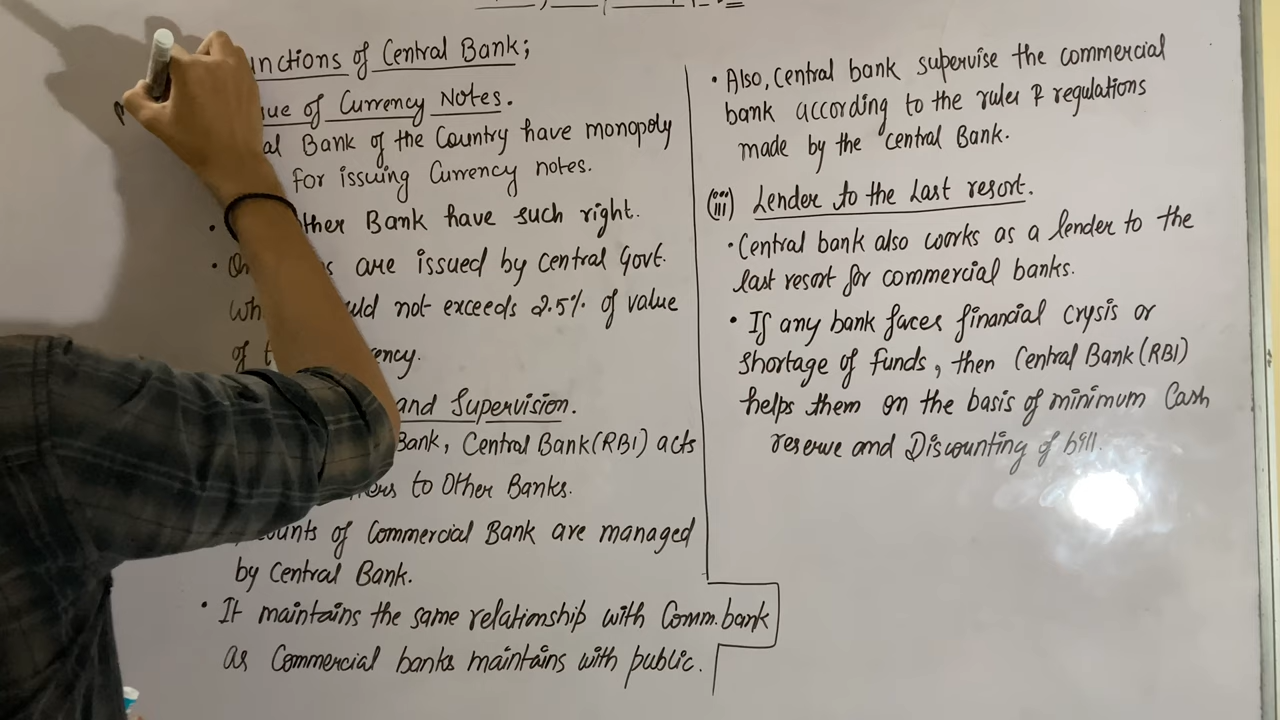 of Central Bank;
of Currency Notes.
Bank of the Country have monopoly
for issuing Currency notes.
Bank have such right.
are issued by Central Govt.
not exceeds 2.5% of value
of
and Supervision.
Bank, Central Bank (RBI) acts
to Other Banks.
of Commercial Bank are managed
by Central Bank.
• It maintains the same relationship with Comm. bank
as Commercial banks maintains with public.
• Also, Central bank supervise the commercial
bank according to the rules & regulations
made by the Central Bank.
(iii) Lender to the Last resort.
• Central bank also works as a lender to the
last resort for commercial banks.
• If any bank faces financial crysis or
Shortage of funds, then Central Bank (RBI)
helps them on the basis of minimum Cash
reserve and Discounting of bill.